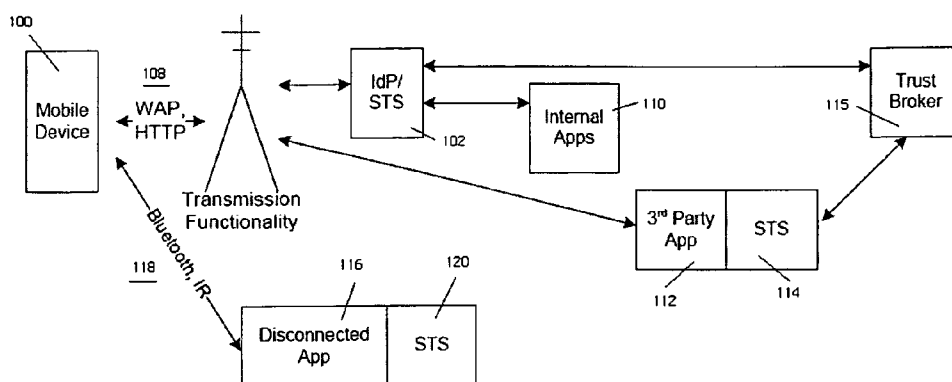 100
Mobile
Device
108
WAP,
HTTP
Transmission
Functionality
IdP/
STS
102
Internal
Apps
110
Trust
Broker
115
3rd Party
App
STS
112
114
Bluetooth, IR
118
116
120
Disconnected
App
STS